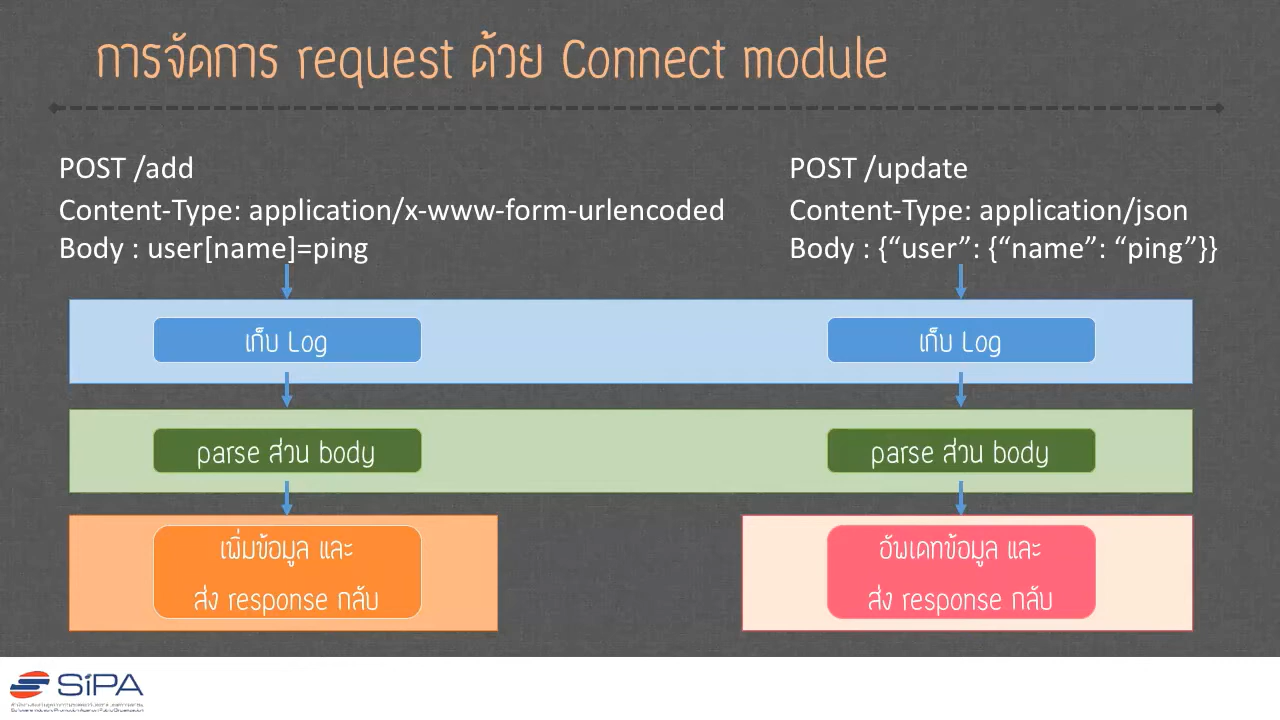 การจัดการ request ด้วย Connect module
POST /add
Content-Type: application/x-www-form-urlencoded
Body : user[name]=ping
POST /update
Content-Type: application/json
Body : {“user”: {“name”: “ping”}}
เก็บ Log
เก็บ Log
parse ส่วน body
parse ส่วน body
เพิ่มข้อมูล และ
ส่ง response กลับ
อัพเดทข้อมูล และ
ส่ง response กลับ
SiPA